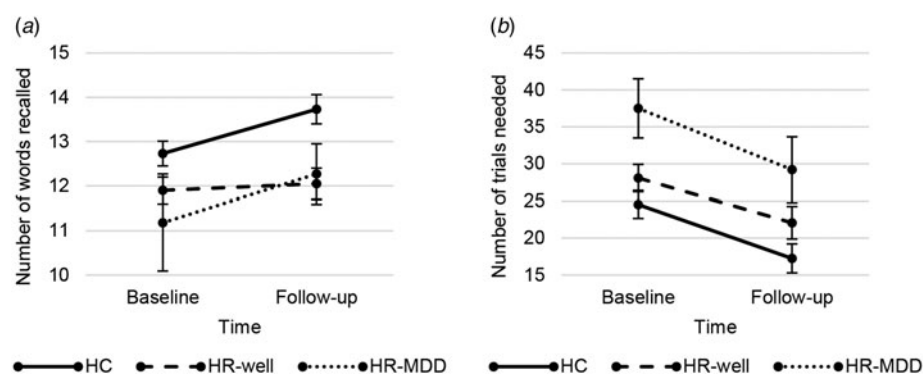 (a)
Number of words recalled
15
14
13
12
11
10
Baseline Follow-up
Time
HC HR-well HR-MDD
(b)
Number of trials needed
45
40
35
30
25
20
15
Baseline Follow-up
Time
HC HR-well HR-MDD